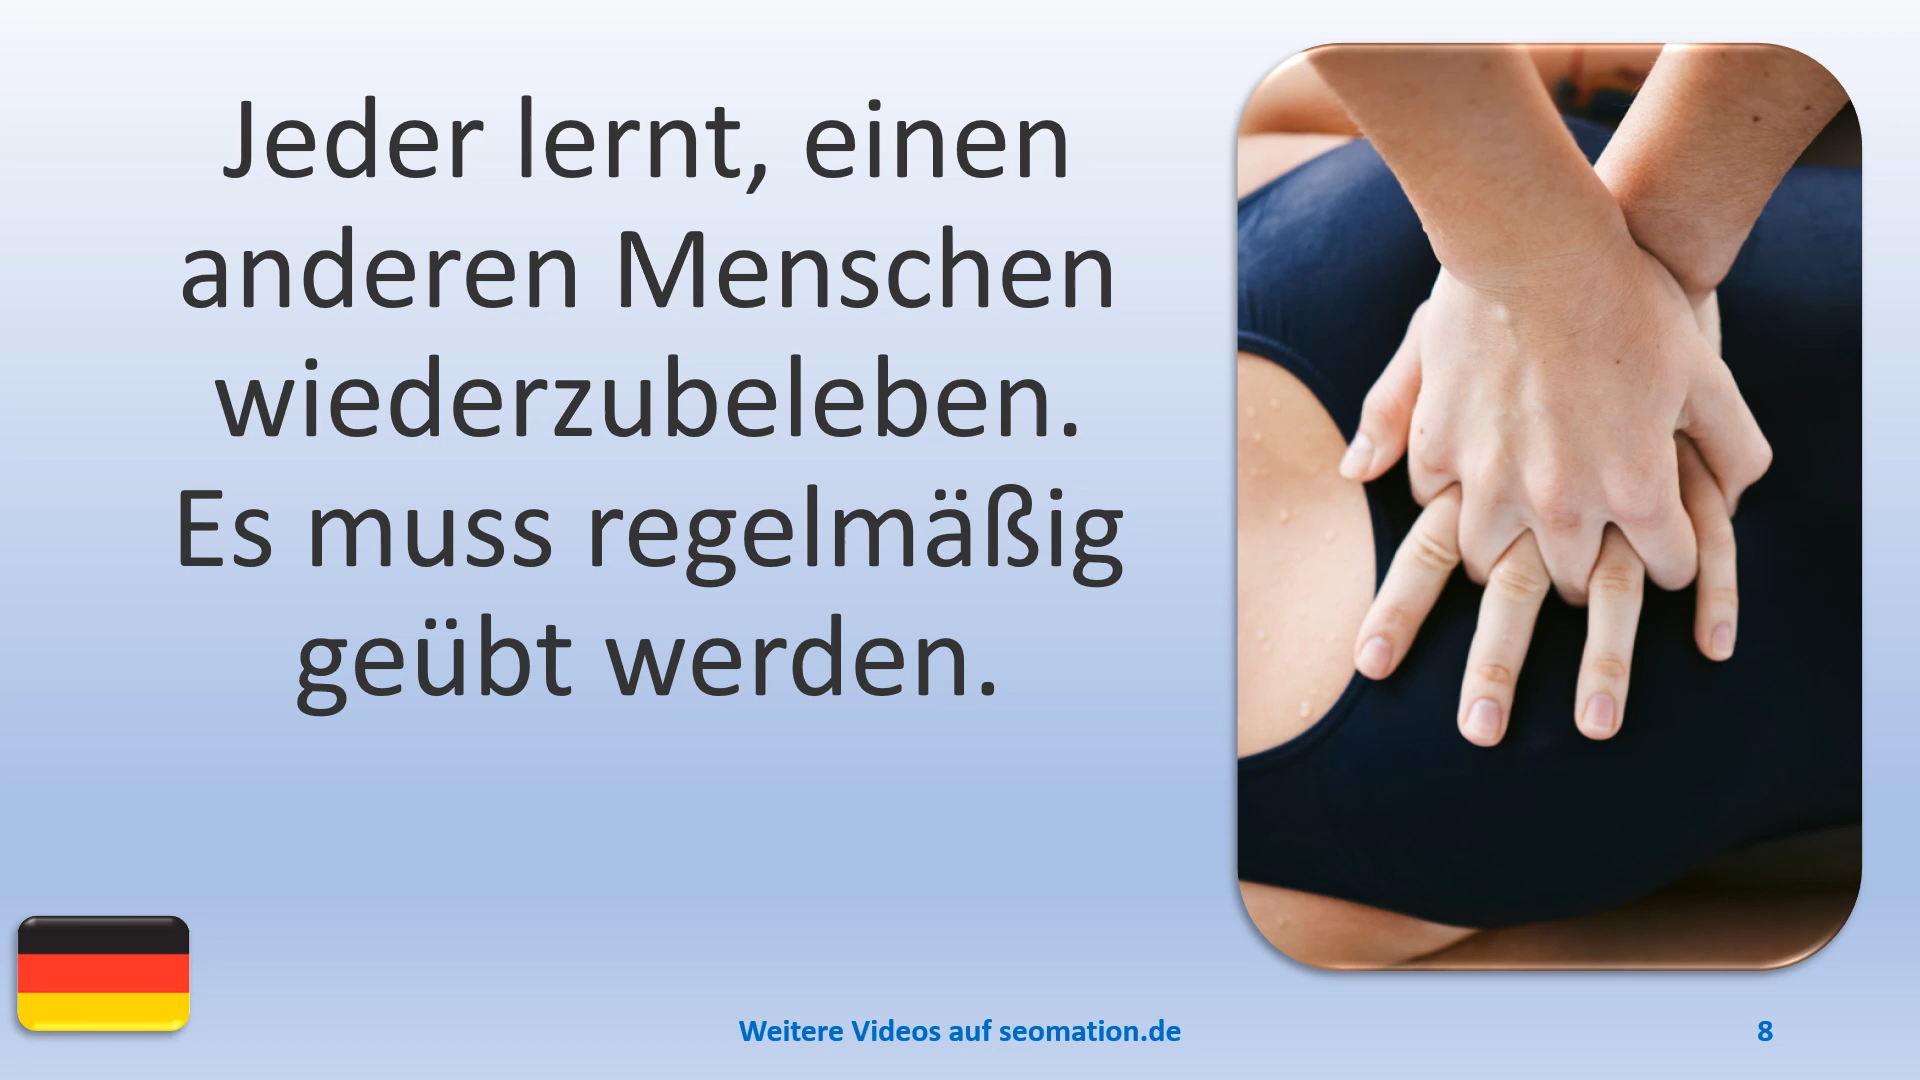 Jeder lernt, einen
anderen Menschen
wiederzubeleben.
Es muss regelmäßig
geübt werden.
Weitere Videos auf seomation.de
8